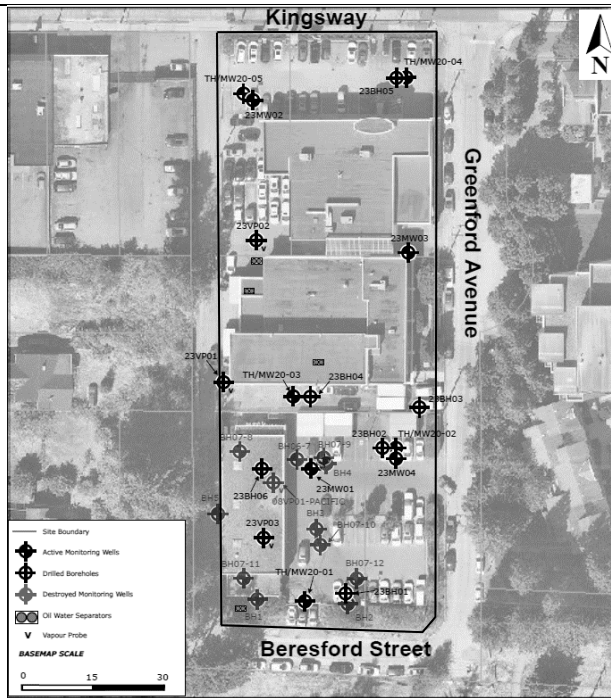 Kingsway
N
TH/MW20-04
TH/MW20-05
23BH05
23MW02
Greenford Avenue
23VP02
V
23MW03
23VP01
V
TH/MW20-03
23BH04
23BH03
BH07-8
BH06-7
BH07-9
23BH02
TH/MW20-02
BH4
23MW04
23BH06
23MW01
08VP01-PACIFIC
BH5
BH3
BH07-10
23VP03
V
BH07-11
TH/MW20-01
BH07-12
23BH01
BH1
BH2
Beresford Street
Site Boundary
Active Monitoring Wells
Drilled Boreholes
Destroyed Monitoring Wells
Oil Water Separators
V Vapour Probe
BASEMAP SCALE
0 15 30